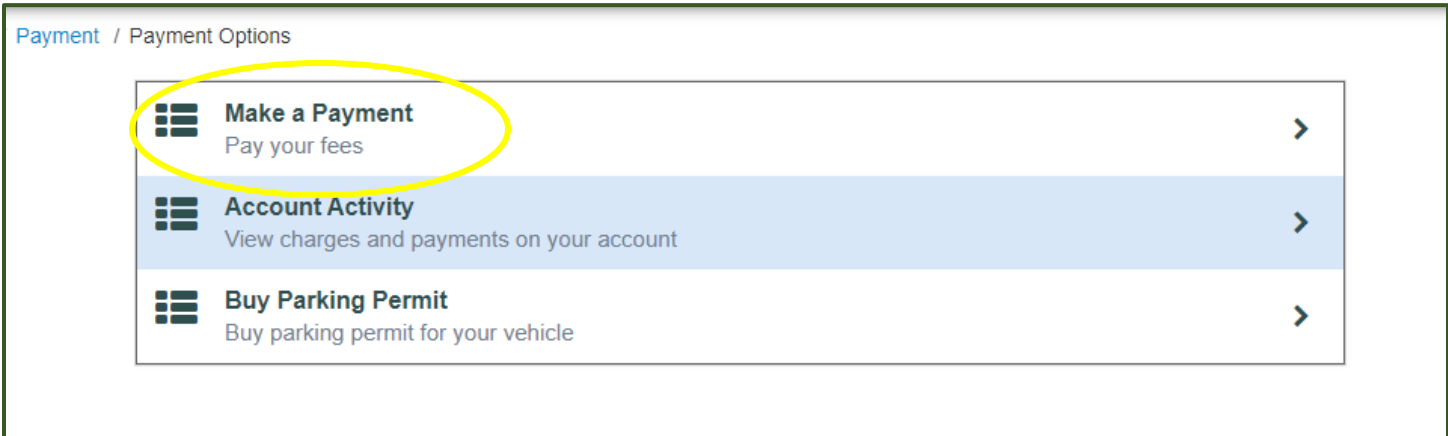 Payment / Payment Options
Make a Payment
Pay your fees
Account Activity
View charges and payments on your account
Buy Parking Permit
Buy parking permit for your vehicle